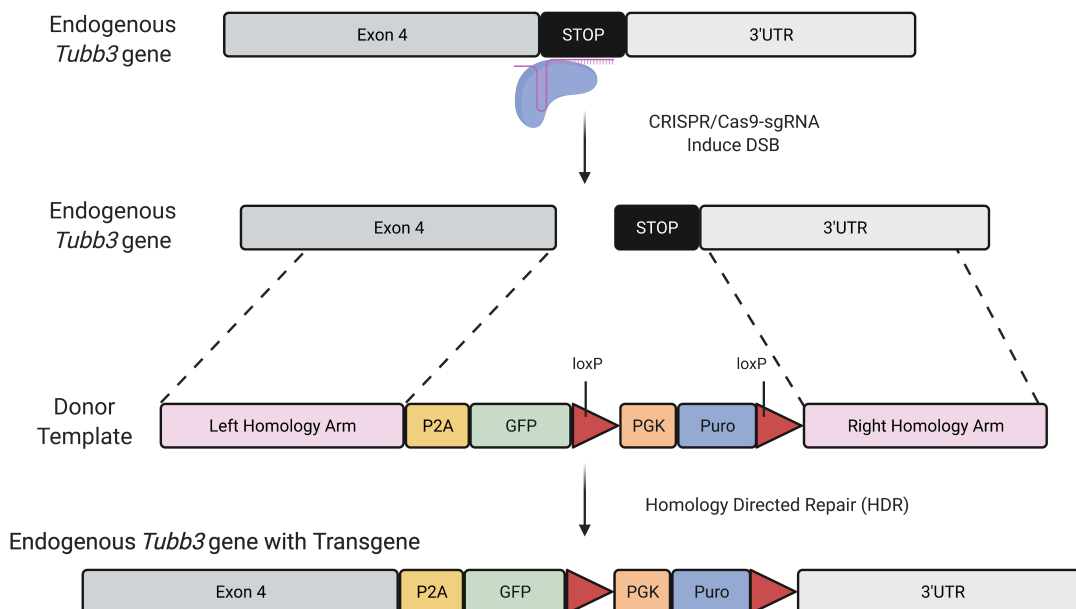 Endogenous
Tubb3 gene
Exon 4
STOP
3'UTR
CRISPR/Cas9-sgRNA
Induce DSB
Endogenous
Tubb3 gene
Exon 4
STOP
3'UTR
loxP
loxP
Donor
Template
Left Homology Arm
P2A
GFP
PGK
Puro
Right Homology Arm
Homology Directed Repair (HDR)
Endogenous Tubb3 gene with Transgene
Exon 4
P2A
GFP
PGK
Puro
3'UTR